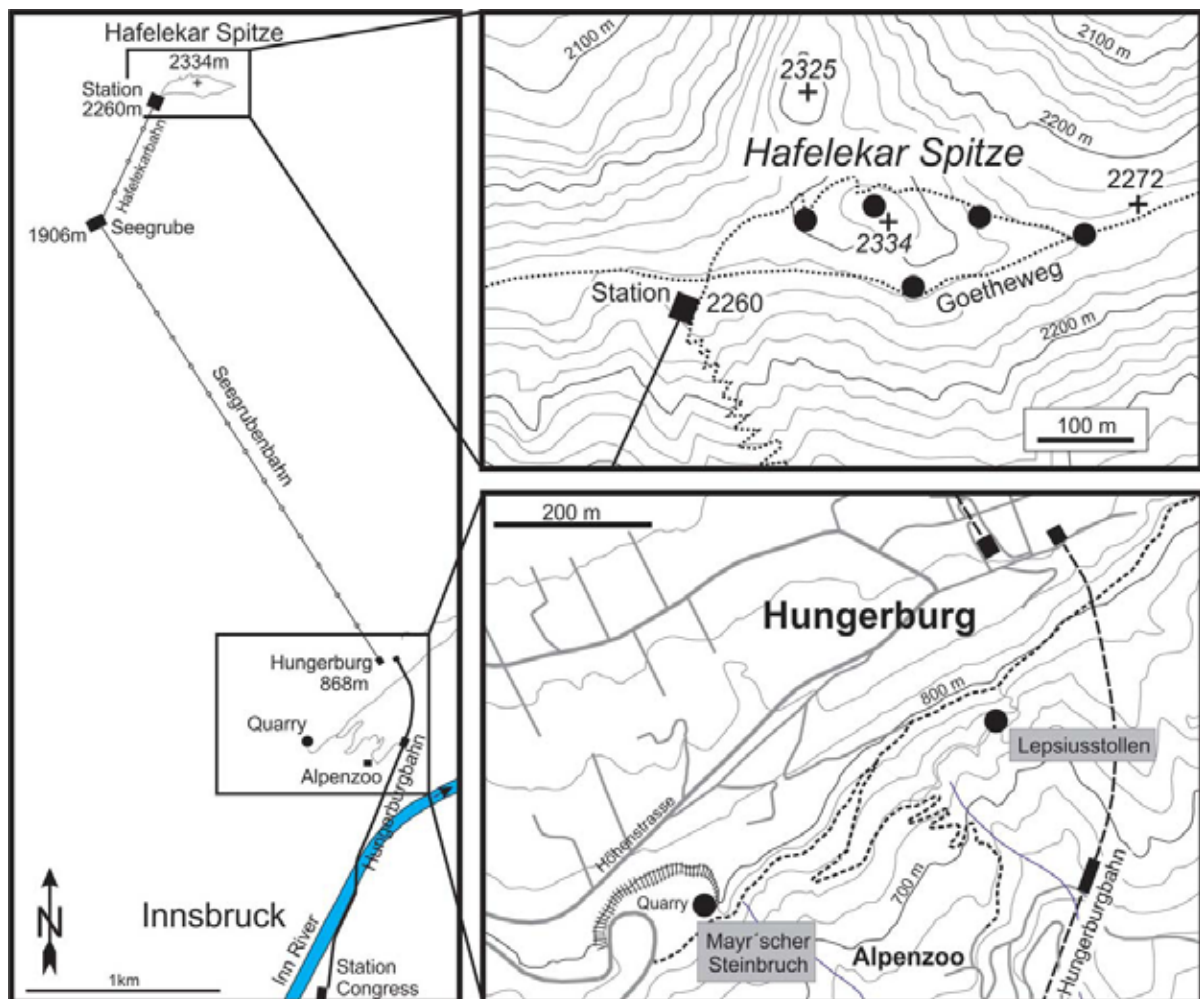 Hafelekar Spitze
2334m
Station
2260m
Hafelekarbahn
1906m
Seegrube
Seegrubenbahn
Hungerburg
868m
Quarry
Alpenzoo
Hungerburgbahn
Innsbruck
Inn River
N
1km
Station
Congress
2100 m
2325
2100 m
2200 m
Hafelekar Spitze
2272
2334
Goetheweg
Station
2260
2200 m
100 m
200 m
Hungerburg
800 m
Lepsiusstollen
Höhenstrasse
700 m
Quarry
Mayr´scher
Steinbruch
Alpenzoo
Hungerburgbahn